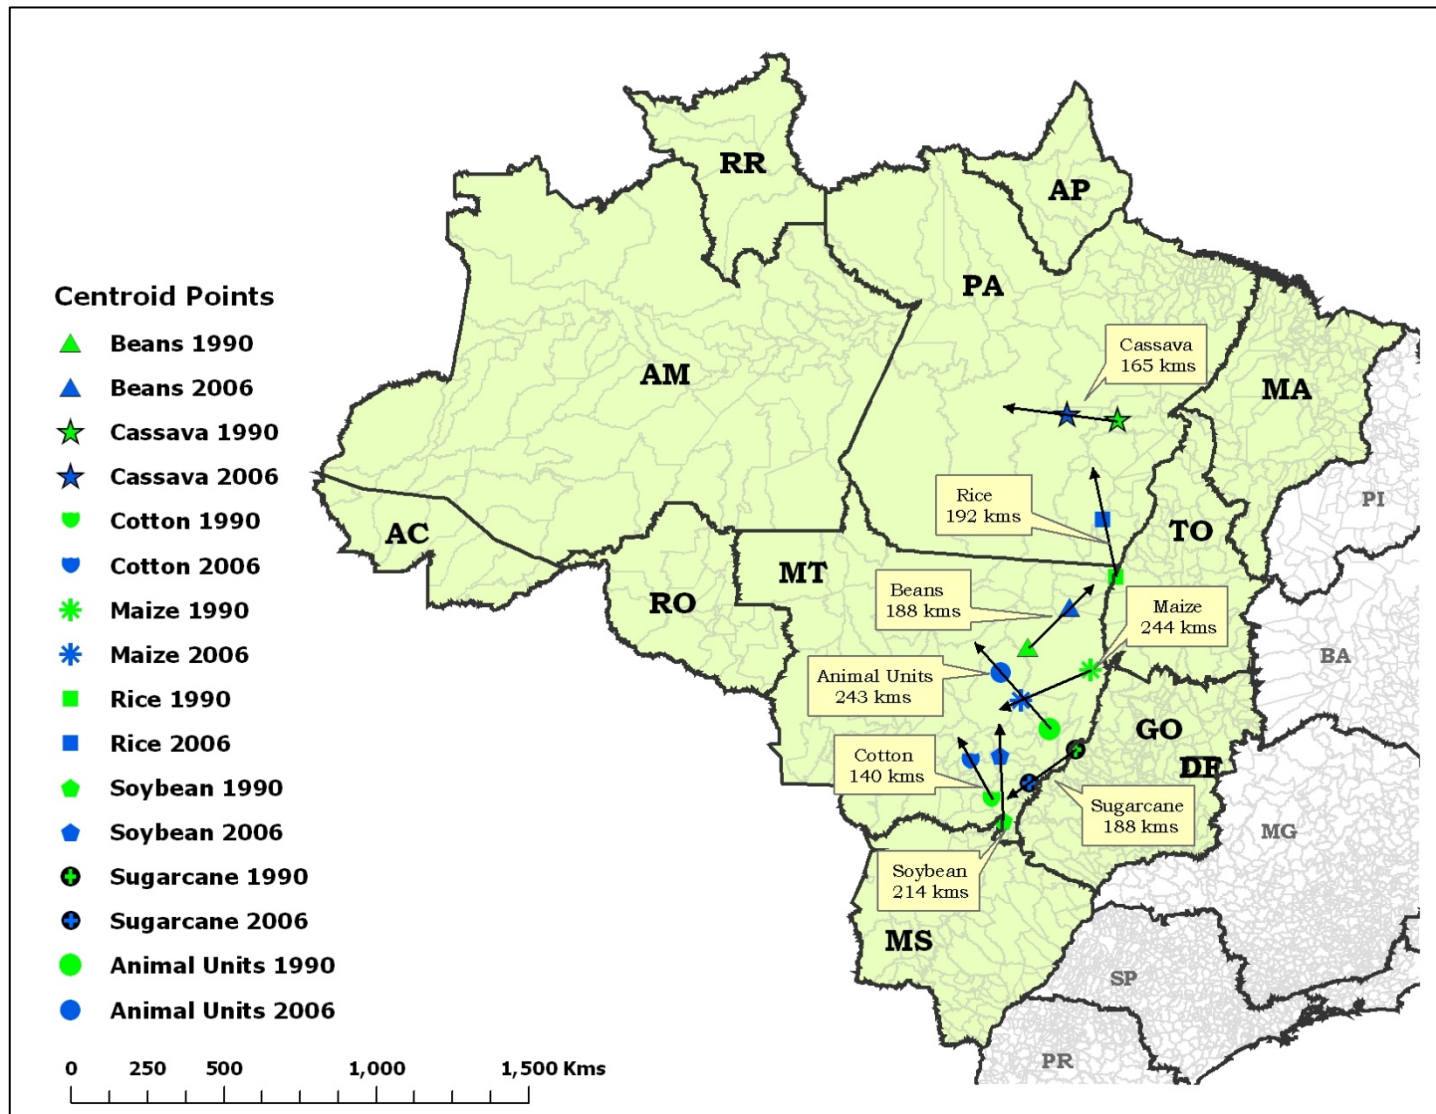 RR
AP
PA
Cassava
165 kms
AM
MA
Rice
192 kms
PI
AC
TO
MT
Beans
188 kms
Maize
244 kms
RO
BA
Animal Units
243 kms
GO
DF
Cotton
140 kms
Sugarcane
188 kms
MG
Soybean
214 kms
MS
SP
PR
Centroid Points
Beans 1990
Beans 2006
Cassava 1990
Cassava 2006
Cotton 1990
Cotton 2006
Maize 1990
Maize 2006
Rice 1990
Rice 2006
Soybean 1990
Soybean 2006
Sugarcane 1990
Sugarcane 2006
Animal Units 1990
Animal Units 2006
0 250 500 1,000 1,500 Kms